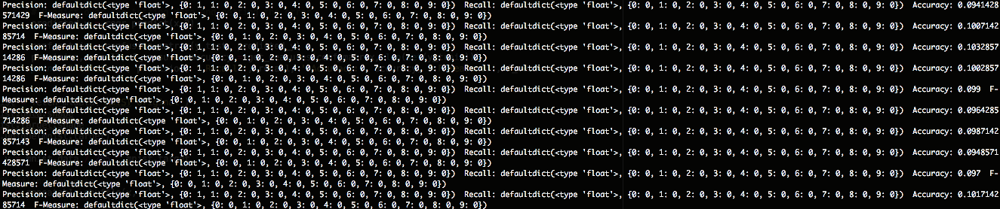 Precision: defaultdict(<type 'float'>, {0: 1, 1: 0, 2: 0, 3: 0, 4: 0, 5: 0, 6: 0, 7: 0, 8: 0, 9: 0})  Recall: defaultdict(<type 'float'>, {0: 0, 1: 0, 2: 0, 3: 0, 4: 0, 5: 0, 6: 0, 7: 0, 8: 0, 9: 0})  Accuracy: 0.0941428
571429  F-Measure: defaultdict(<type 'float'>, {0: 0, 1: 0, 2: 0, 3: 0, 4: 0, 5: 0, 6: 0, 7: 0, 8: 0, 9: 0})
Precision: defaultdict(<type 'float'>, {0: 1, 1: 0, 2: 0, 3: 0, 4: 0, 5: 0, 6: 0, 7: 0, 8: 0, 9: 0})  Recall: defaultdict(<type 'float'>, {0: 0, 1: 0, 2: 0, 3: 0, 4: 0, 5: 0, 6: 0, 7: 0, 8: 0, 9: 0})  Accuracy: 0.1007142
85714  F-Measure: defaultdict(<type 'float'>, {0: 0, 1: 0, 2: 0, 3: 0, 4: 0, 5: 0, 6: 0, 7: 0, 8: 0, 9: 0})
Precision: defaultdict(<type 'float'>, {0: 1, 1: 0, 2: 0, 3: 0, 4: 0, 5: 0, 6: 0, 7: 0, 8: 0, 9: 0})  Recall: defaultdict(<type 'float'>, {0: 0, 1: 0, 2: 0, 3: 0, 4: 0, 5: 0, 6: 0, 7: 0, 8: 0, 9: 0})  Accuracy: 0.1032857
14286  F-Measure: defaultdict(<type 'float'>, {0: 0, 1: 0, 2: 0, 3: 0, 4: 0, 5: 0, 6: 0, 7: 0, 8: 0, 9: 0})
Precision: defaultdict(<type 'float'>, {0: 1, 1: 0, 2: 0, 3: 0, 4: 0, 5: 0, 6: 0, 7: 0, 8: 0, 9: 0})  Recall: defaultdict(<type 'float'>, {0: 0, 1: 0, 2: 0, 3: 0, 4: 0, 5: 0, 6: 0, 7: 0, 8: 0, 9: 0})  Accuracy: 0.1002857
14286  F-Measure: defaultdict(<type 'float'>, {0: 0, 1: 0, 2: 0, 3: 0, 4: 0, 5: 0, 6: 0, 7: 0, 8: 0, 9: 0})
Precision: defaultdict(<type 'float'>, {0: 1, 1: 0, 2: 0, 3: 0, 4: 0, 5: 0, 6: 0, 7: 0, 8: 0, 9: 0})  Recall: defaultdict(<type 'float'>, {0: 0, 1: 0, 2: 0, 3: 0, 4: 0, 5: 0, 6: 0, 7: 0, 8: 0, 9: 0})  Accuracy: 0.099  F-
Measure: defaultdict(<type 'float'>, {0: 0, 1: 0, 2: 0, 3: 0, 4: 0, 5: 0, 6: 0, 7: 0, 8: 0, 9: 0})
Precision: defaultdict(<type 'float'>, {0: 1, 1: 0, 2: 0, 3: 0, 4: 0, 5: 0, 6: 0, 7: 0, 8: 0, 9: 0})  Recall: defaultdict(<type 'float'>, {0: 0, 1: 0, 2: 0, 3: 0, 4: 0, 5: 0, 6: 0, 7: 0, 8: 0, 9: 0})  Accuracy: 0.0964285
714286  F-Measure: defaultdict(<type 'float'>, {0: 0, 1: 0, 2: 0, 3: 0, 4: 0, 5: 0, 6: 0, 7: 0, 8: 0, 9: 0})
Precision: defaultdict(<type 'float'>, {0: 1, 1: 0, 2: 0, 3: 0, 4: 0, 5: 0, 6: 0, 7: 0, 8: 0, 9: 0})  Recall: defaultdict(<type 'float'>, {0: 0, 1: 0, 2: 0, 3: 0, 4: 0, 5: 0, 6: 0, 7: 0, 8: 0, 9: 0})  Accuracy: 0.0987142
857143  F-Measure: defaultdict(<type 'float'>, {0: 0, 1: 0, 2: 0, 3: 0, 4: 0, 5: 0, 6: 0, 7: 0, 8: 0, 9: 0})
Precision: defaultdict(<type 'float'>, {0: 1, 1: 0, 2: 0, 3: 0, 4: 0, 5: 0, 6: 0, 7: 0, 8: 0, 9: 0})  Recall: defaultdict(<type 'float'>, {0: 0, 1: 0, 2: 0, 3: 0, 4: 0, 5: 0, 6: 0, 7: 0, 8: 0, 9: 0})  Accuracy: 0.0948571
428571  F-Measure: defaultdict(<type 'float'>, {0: 0, 1: 0, 2: 0, 3: 0, 4: 0, 5: 0, 6: 0, 7: 0, 8: 0, 9: 0})
Precision: defaultdict(<type 'float'>, {0: 1, 1: 0, 2: 0, 3: 0, 4: 0, 5: 0, 6: 0, 7: 0, 8: 0, 9: 0})  Recall: defaultdict(<type 'float'>, {0: 0, 1: 0, 2: 0, 3: 0, 4: 0, 5: 0, 6: 0, 7: 0, 8: 0, 9: 0})  Accuracy: 0.097  F-
Measure: defaultdict(<type 'float'>, {0: 0, 1: 0, 2: 0, 3: 0, 4: 0, 5: 0, 6: 0, 7: 0, 8: 0, 9: 0})
Precision: defaultdict(<type 'float'>, {0: 1, 1: 0, 2: 0, 3: 0, 4: 0, 5: 0, 6: 0, 7: 0, 8: 0, 9: 0})  Recall: defaultdict(<type 'float'>, {0: 0, 1: 0, 2: 0, 3: 0, 4: 0, 5: 0, 6: 0, 7: 0, 8: 0, 9: 0})  Accuracy: 0.1017142
85714  F-Measure: defaultdict(<type 'float'>, {0: 0, 1: 0, 2: 0, 3: 0, 4: 0, 5: 0, 6: 0, 7: 0, 8: 0, 9: 0})